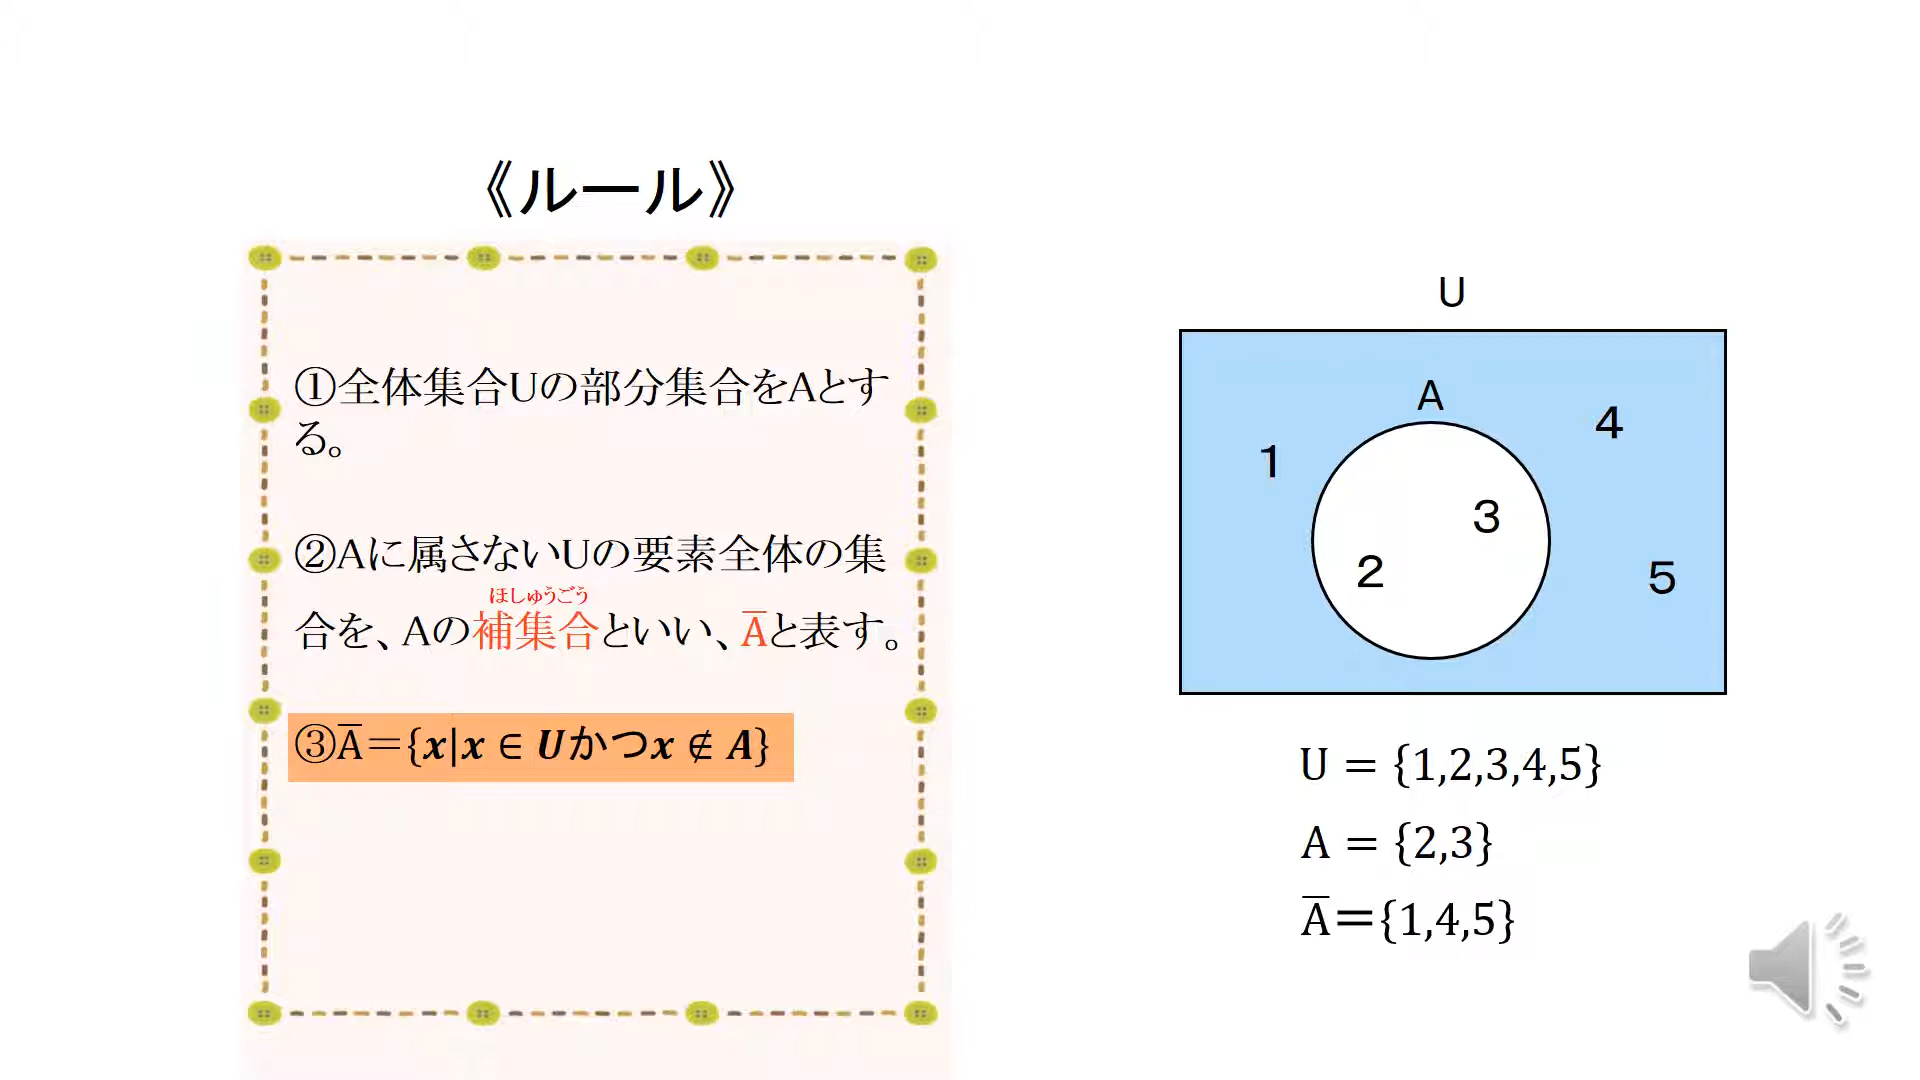 《ルール》
①全体集合Uの部分集合をAとす
る。
②Aに属さないUの要素全体の集
ほしゅうごう
合を、Aの補集合といい、A̅と表す。
③A̅＝{x|x ∈ Uかつx ∉ A}
U
A
4
1
3
2
5
U = {1,2,3,4,5}
A = {2,3}
A̅＝{1,4,5}